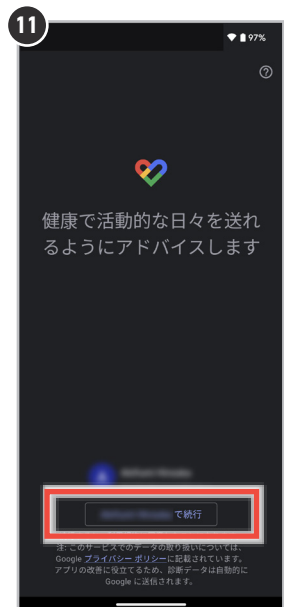 11
97%
健康で活動的な日々を送れ
るようにアドバイスします
で続行
注: このサービスでのデータの取り扱いについては、
Google プライバシー ポリシーに記載されています。
アプリの改善に役立てるため、診断データは自動的に
Google に送信されます。